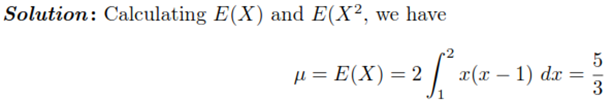 Solution: Calculating E(X) and E(X², we have
μ = E(X) = 2 ∫₁² x(x − 1) dx = 5/3